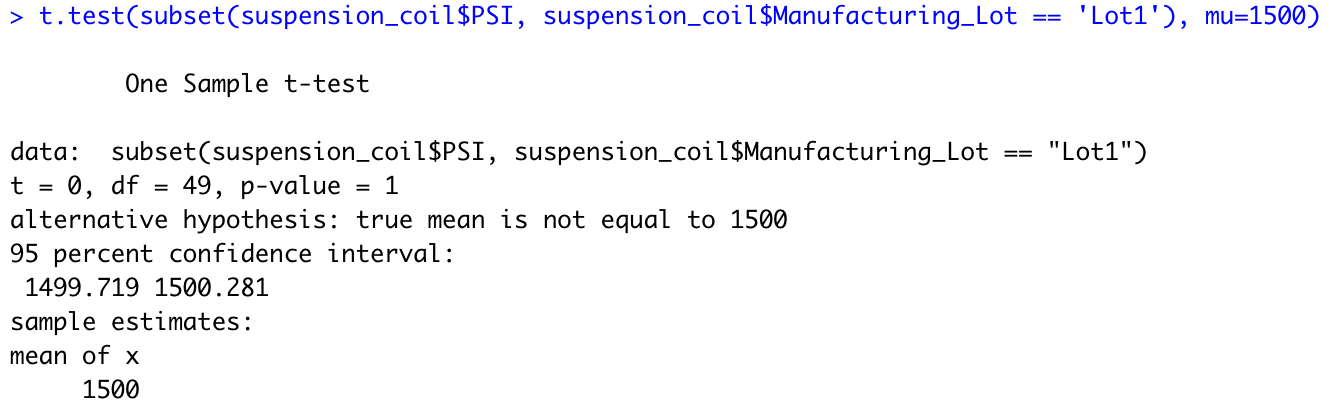 > t.test(subset(suspension_coil$PSI, suspension_coil$Manufacturing_Lot == 'Lot1'), mu=1500)
One Sample t-test
data:  subset(suspension_coil$PSI, suspension_coil$Manufacturing_Lot == "Lot1")
t = 0, df = 49, p-value = 1
alternative hypothesis: true mean is not equal to 1500
95 percent confidence interval:
1499.719 1500.281
sample estimates:
mean of x
1500